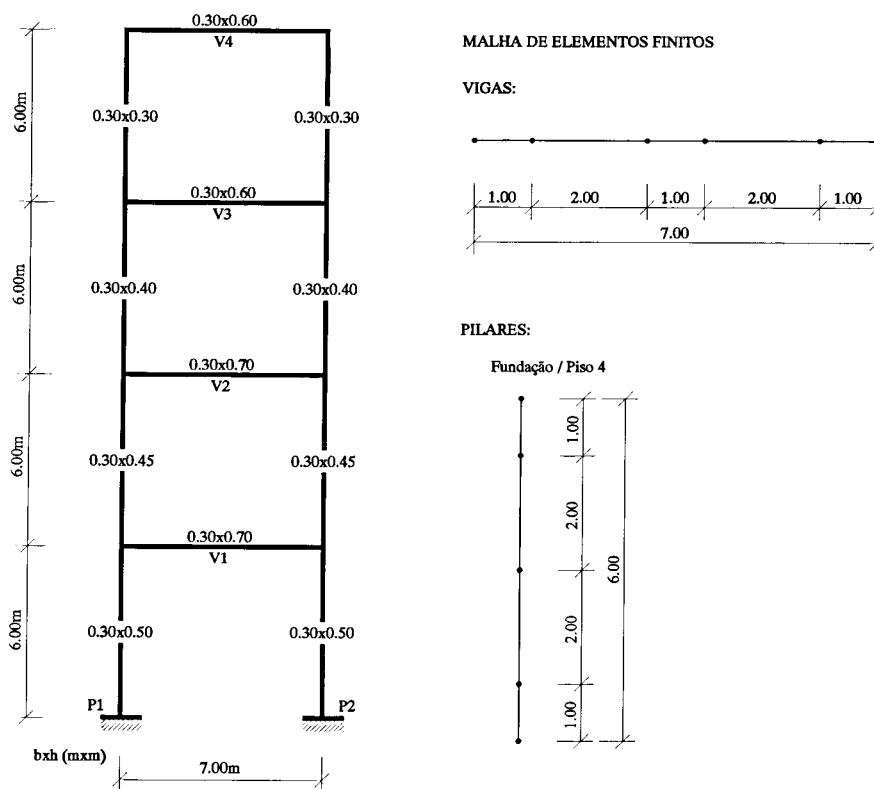 0.30x0.60
V4
6.00m
0.30x0.30
0.30x0.30
0.30x0.60
V3
6.00m
0.30x0.40
0.30x0.40
0.30x0.70
V2
6.00m
0.30x0.45
0.30x0.45
0.30x0.70
V1
6.00m
0.30x0.50
0.30x0.50
P1
P2
bxh (mxm)
7.00m
MALHA DE ELEMENTOS FINITOS
VIGAS:
1.00
2.00
1.00
2.00
1.00
7.00
PILARES:
Fundação / Piso 4
1.00
2.00
2.00
1.00
6.00